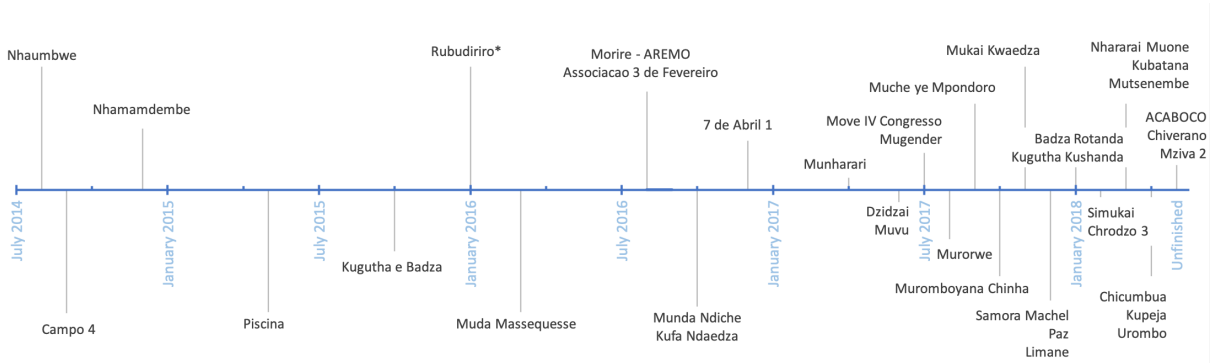 Nhaumbwe
Nhamamdembe
Rubudiriro*
Morire - AREMO
Associacao 3 de Fevereiro
7 de Abril 1
Munharari
Move IV Congresso
Mugender
Muche ye Mpondoro
Mukai Kwaedza
Badza Rotanda
Kugutha Kushanda
Nhararai Muone
Kubatana
Mutsenembe
ACABOCO
Chiverano
Mziva 2
July 2014
January 2015
July 2015
January 2016
July 2016
January 2017
July 2017
January 2018
Unfinished
Campo 4
Piscina
Kugutha e Badza
Muda Massequesse
Munda Ndiche
Kufa Ndaedza
Dzidzai
Muvu
Murorwe
Muromboyana Chinha
Samora Machel
Paz
Limane
Simukai
Chrodzo 3
Chicumbua
Kupeja
Urombo